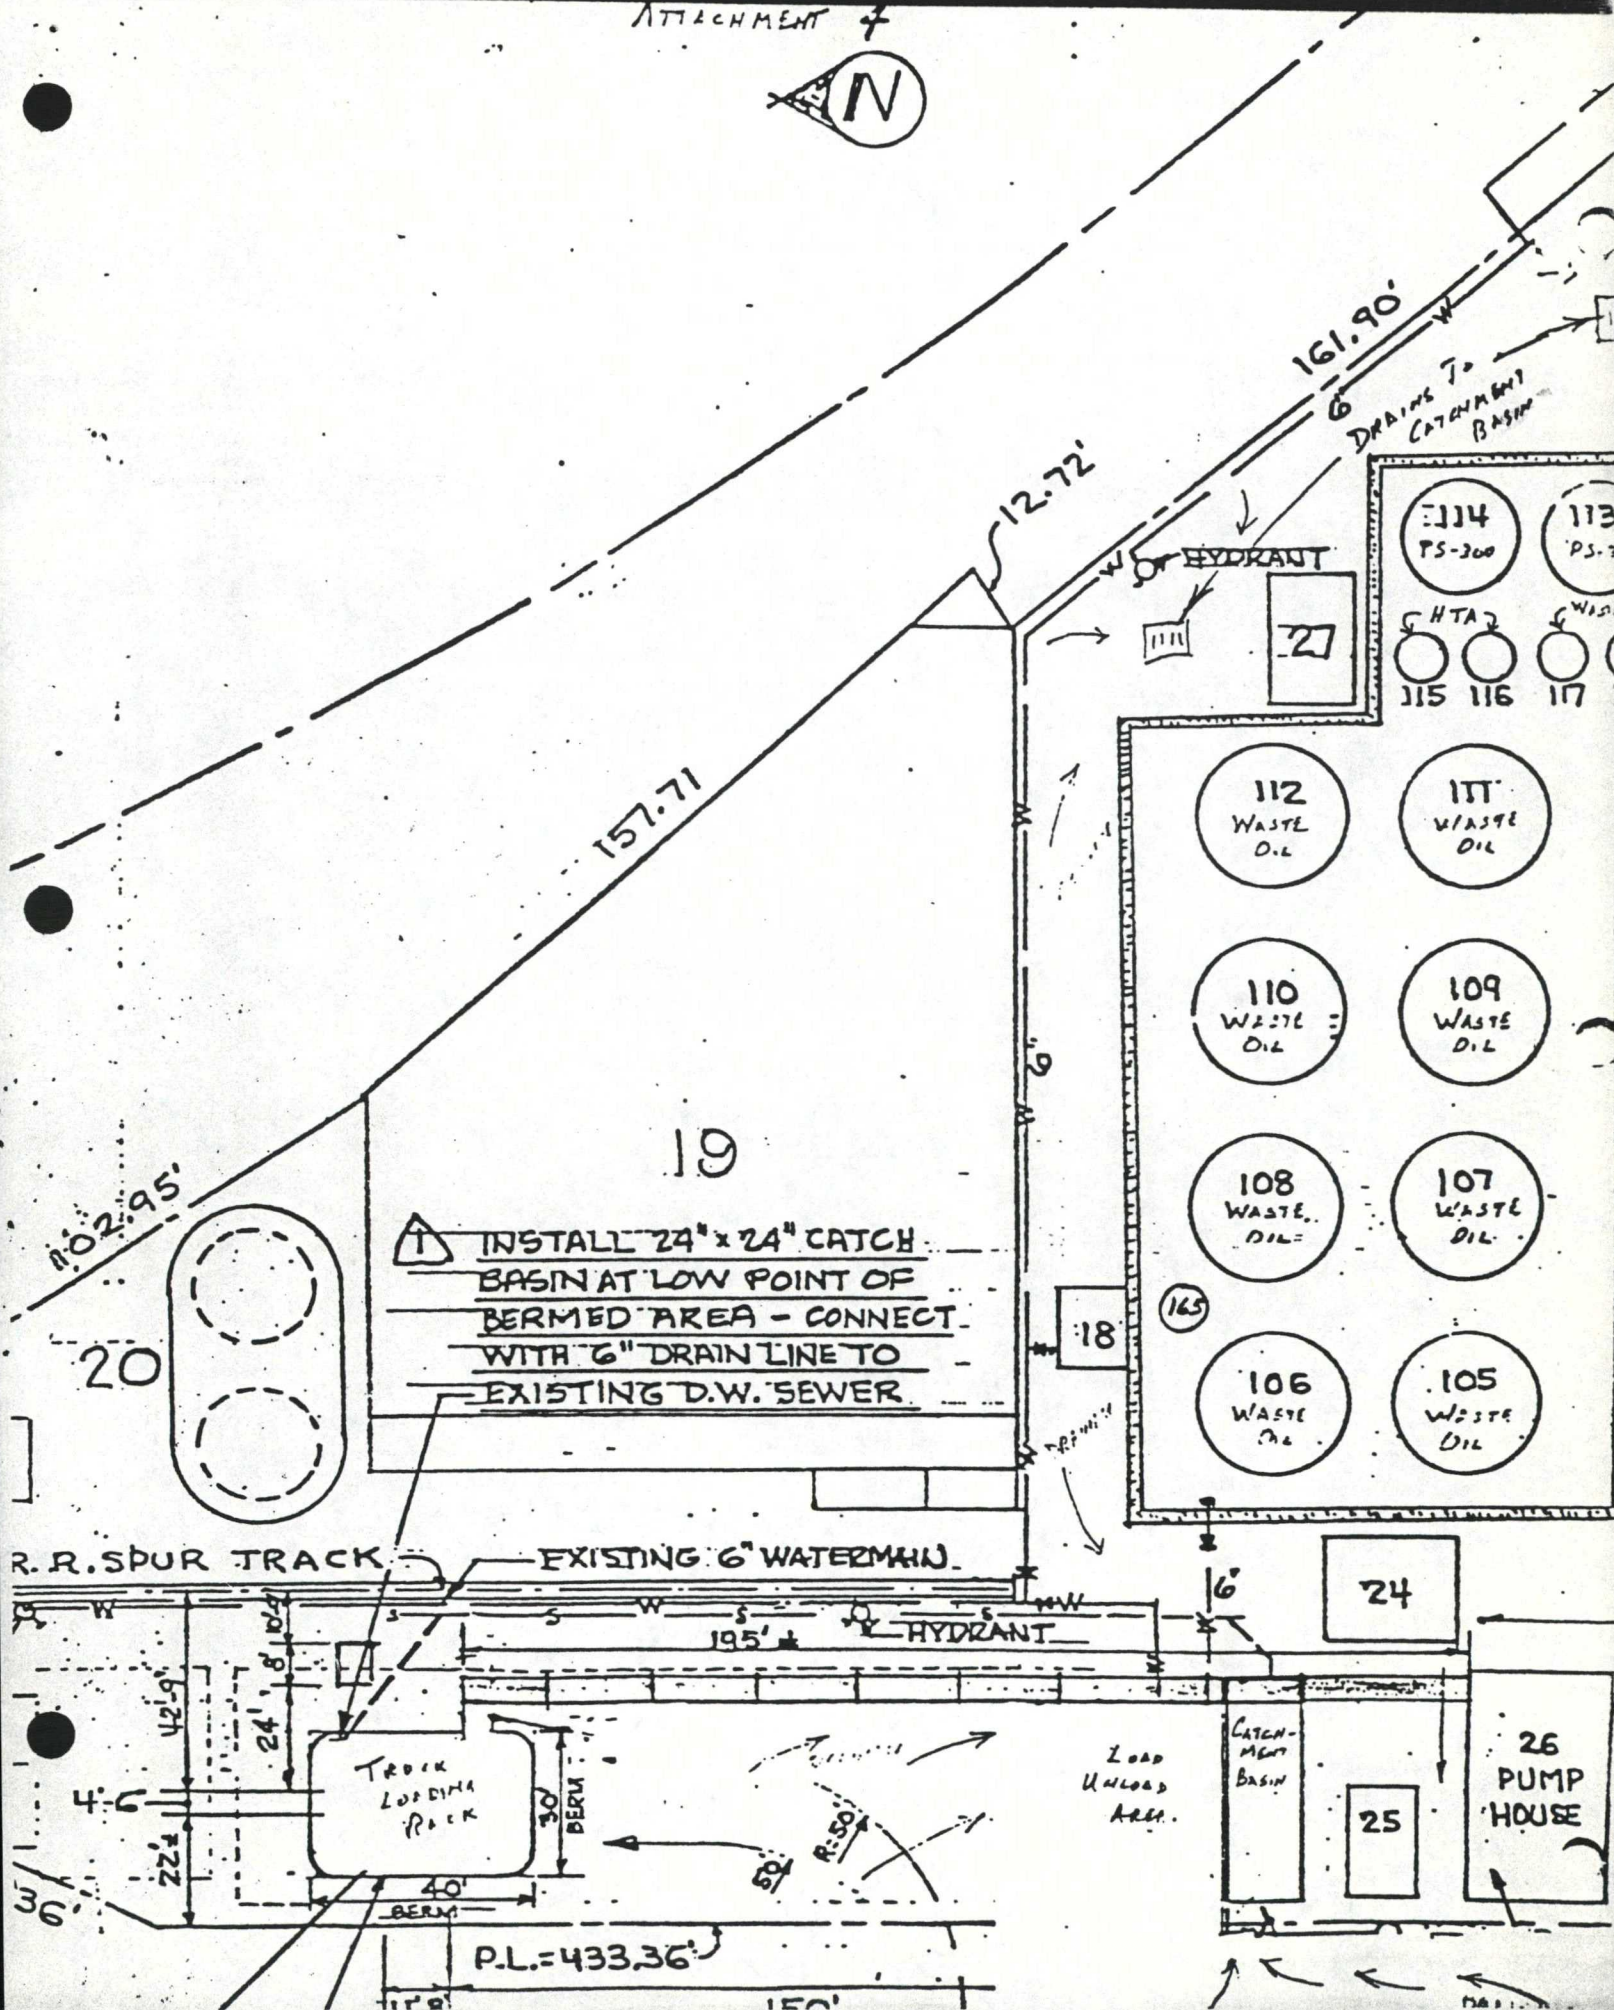 ATTACHMENT
N
161.90'
6
W
DRAINS TO
CATCHMENT
BASIN
12.72'
W
HYDRANT
114
PS-300
113
27
HTA
115
116
117
157.71
112
WASTE
OIL
111
WASTE
OIL
W
110
WASTE
OIL
109
WASTE
OIL
6"
W
19
108
WASTE
OIL
107
WASTE
OIL
02.95'
1
INSTALL 24" x 24" CATCH
BASIN AT LOW POINT OF
BERMED AREA - CONNECT
WITH 6" DRAIN LINE TO
EXISTING D.W. SEWER
165
18
20
106
WASTE
OIL
105
WASTE
OIL
W
R.R. SPUR TRACK
EXISTING 6" WATERMAIN
6'
24
W
S
S
W
S
S
W
HYDRANT
195' ±
W
8'
42'-9"
24'
TRUCK
LOADING
RACK
30'
BERM
LOAD
UNLOAD
AREA
CATCH-
MENT
BASIN
25
26
PUMP
HOUSE
R=50'
50'
22'±
40'
BERM
36'
P.L.=433.36'
150'